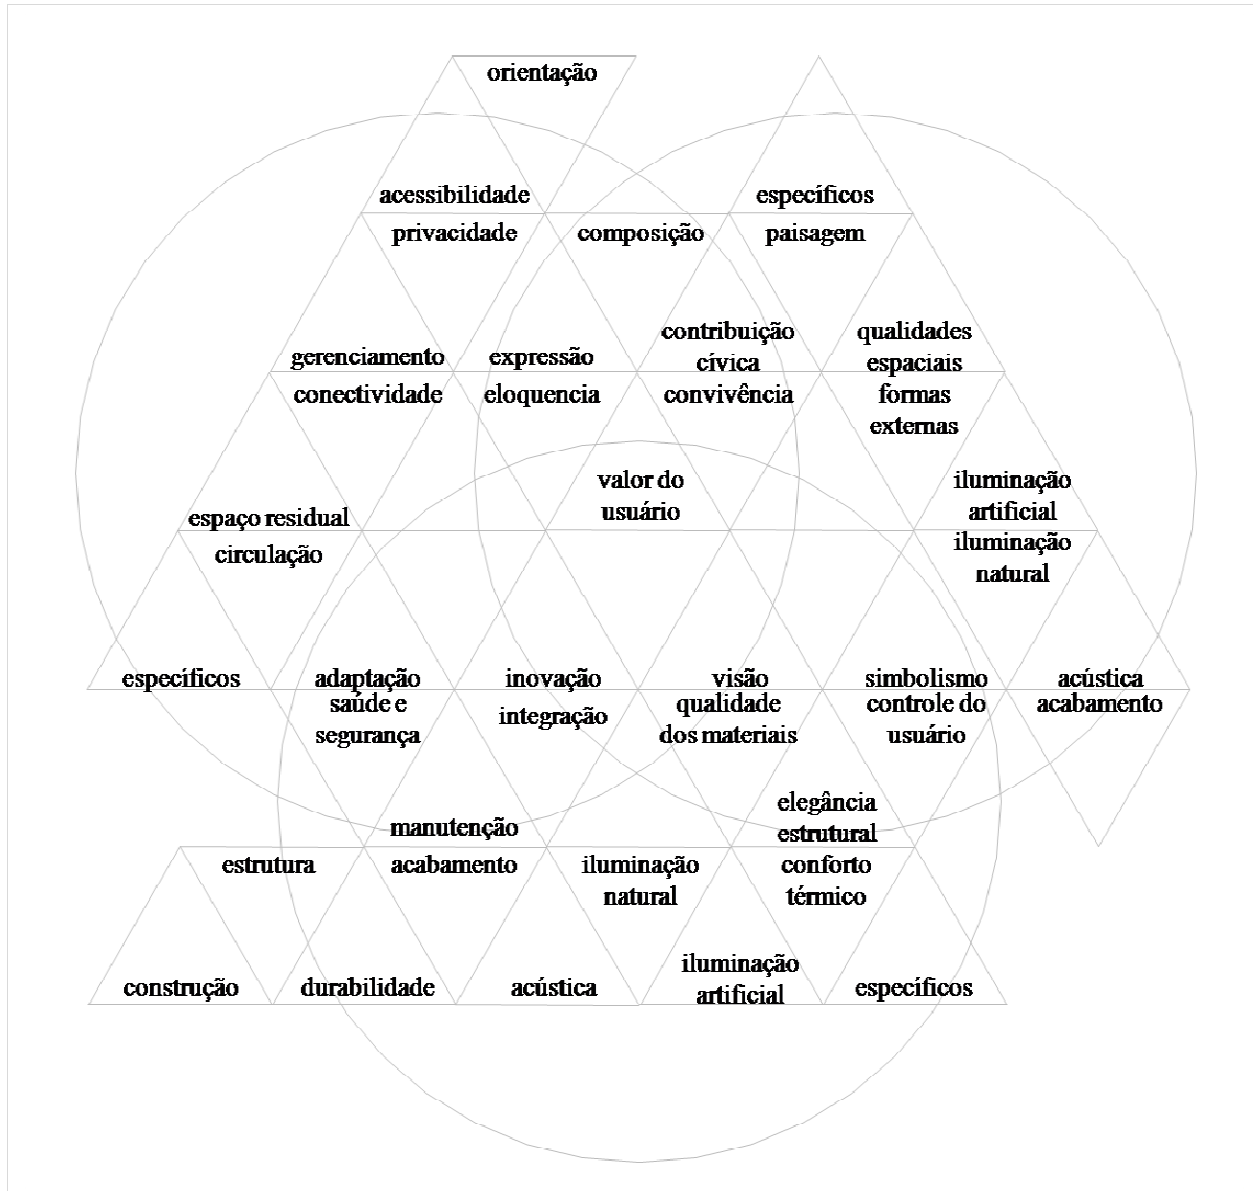 orientação
acessibilidade
específicos
privacidade
composição
paisagem
contribuição
cívica
convivência
qualidades
espaciais
formas
externas
gerenciamento
conectividade
expressão
eloquencia
valor do
usuário
iluminação
artificial
iluminação
natural
espaço residual
circulação
específicos
adaptação
saúde e
segurança
inovação
integração
visão
qualidade
dos materiais
simbolismo
controle do
usuário
acústica
acabamento
manutenção
acabamento
elegância
estrutural
conforto
térmico
estrutura
iluminação
natural
construção
durabilidade
acústica
iluminação
artificial
específicos